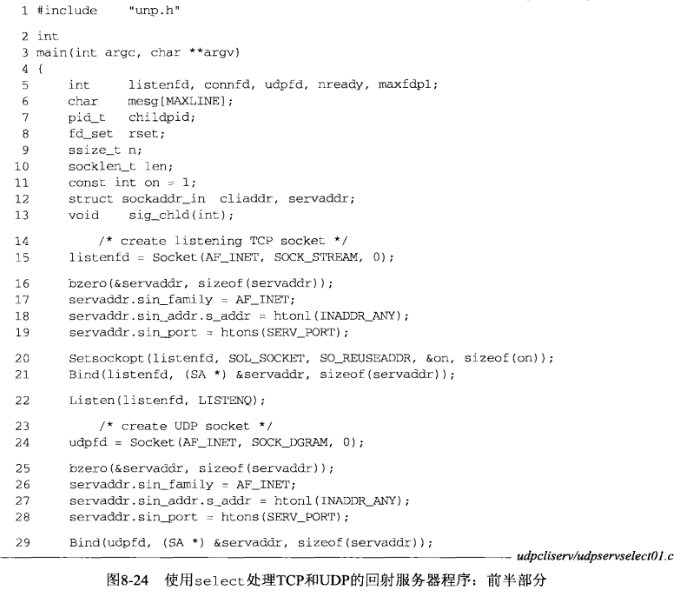 1 #include    "unp.h"
2 int
3 main(int argc, char **argv)
4 {
5     int     listenfd, connfd, udpfd, nready, maxfdp1;
6     char    mesg[MAXLINE];
7     pid_t   childpid;
8     fd_set  rset;
9     ssize_t n;
10     socklen_t len;
11     const int on = 1;
12     struct sockaddr_in  cliaddr, servaddr;
13     void    sig_chld(int);
14         /* create listening TCP socket */
15     listenfd = Socket(AF_INET, SOCK_STREAM, 0);
16     bzero(&servaddr, sizeof(servaddr));
17     servaddr.sin_family = AF_INET;
18     servaddr.sin_addr.s_addr = htonl(INADDR_ANY);
19     servaddr.sin_port = htons(SERV_PORT);
20     Setsockopt(listenfd, SOL_SOCKET, SO_REUSEADDR, &on, sizeof(on));
21     Bind(listenfd, (SA *) &servaddr, sizeof(servaddr));
22     Listen(listenfd, LISTENQ);
23         /* create UDP socket */
24     udpfd = Socket(AF_INET, SOCK_DGRAM, 0);
25     bzero(&servaddr, sizeof(servaddr));
26     servaddr.sin_family = AF_INET;
27     servaddr.sin_addr.s_addr = htonl(INADDR_ANY);
28     servaddr.sin_port = htons(SERV_PORT);
29     Bind(udpfd, (SA *) &servaddr, sizeof(servaddr));
udpcliserv/udpservselect01.c
图8-24 使用select处理TCP和UDP的回射服务器程序：前半部分